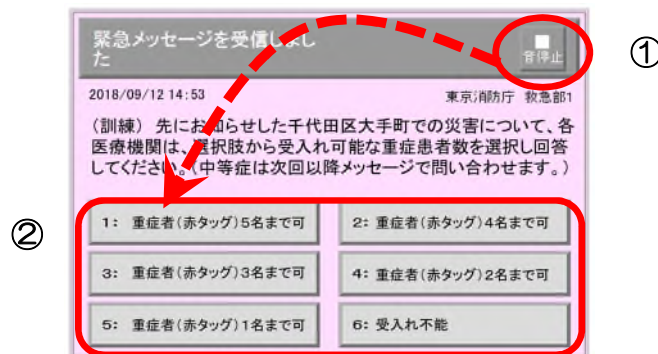 緊急メッセージを受信しまし
た
音停止
①
2018/09/12 14:53
東京消防庁 救急部1
(訓練) 先にお知らせした千代田区大手町での災害について、各
医療機関は、選択肢から受入れ可能な重症患者数を選択し回答
してください。(中等症は次回以降メッセージで問い合わせます。)
②
1: 重症者(赤タッグ)5名まで可
2: 重症者(赤タッグ)4名まで可
3: 重症者(赤タッグ)3名まで可
4: 重症者(赤タッグ)2名まで可
5: 重症者(赤タッグ)1名まで可
6: 受入れ不能